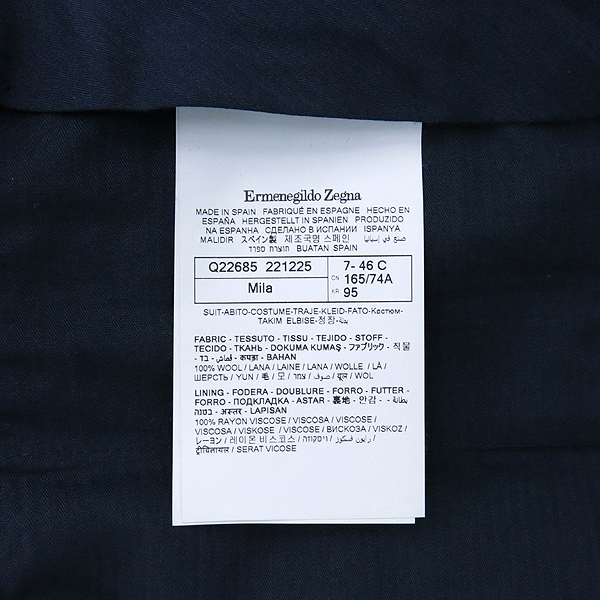 Ermenegildo Zegna
MADE IN SPAIN FABRIQUÉ EN ESPAGNE HECHO EN
ESPAÑA HERGESTELLT IN SPANIEN PRODUZIDO
NA ESPANHA СДЕЛАНО В ИСПАНИИ ISPANYA
MALIDIR スペイン製 제조국명 스페인 صنع في إسبانيا
תוצרת ספרד BUATAN SPAIN
Q22685 221225
Mila
7- 46 C
CN 165/74A
KR 95
SUIT-ABITO-COSTUME-TRAJE-KLEID-FATO-Костюм-
TAKIM ELBISE-정장-بدلة
FABRIC - TESSUTO - TISSU - TEJIDO - STOFF -
TECIDO - ТКАНЬ - DOKUMA KUMAŞ - ファブリック - 직물
- בד - قماش - कपड़ा - BAHAN
100% WOOL / LANA / LAINE / LANA / WOLLE / LÃ /
ШЕРСТЬ / YUN / 毛 / 모 / צמר / صوف / ऊन / WOL
LINING - FODERA - DOUBLURE - FORRO - FUTTER -
FORRO - ПОДКЛАДКА - ASTAR - 裏地 - 안감 - بطانة -
בטנה - अस्तर - LAPISAN
100% RAYON VISCOSE / VISCOSA / VISCOSE /
VISCOSA / VISKOSE / VISCOSE / ВИСКОЗА / VISKOZ /
レーヨン / 레이온 비스코스 / ויסקוזה / رايون فسكوز /
/ SERAT VICOSE